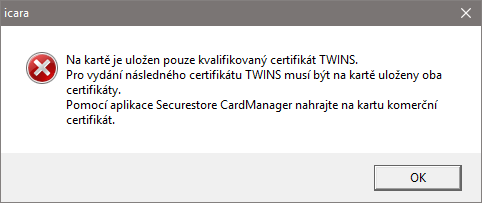 icara
Na kartě je uložen pouze kvalifikovaný certifikát TWINS.
Pro vydání následného certifikátu TWINS musí být na kartě uloženy oba
certifikáty.
Pomocí aplikace Securestore CardManager nahrajte na kartu komerční
certifikát.
OK